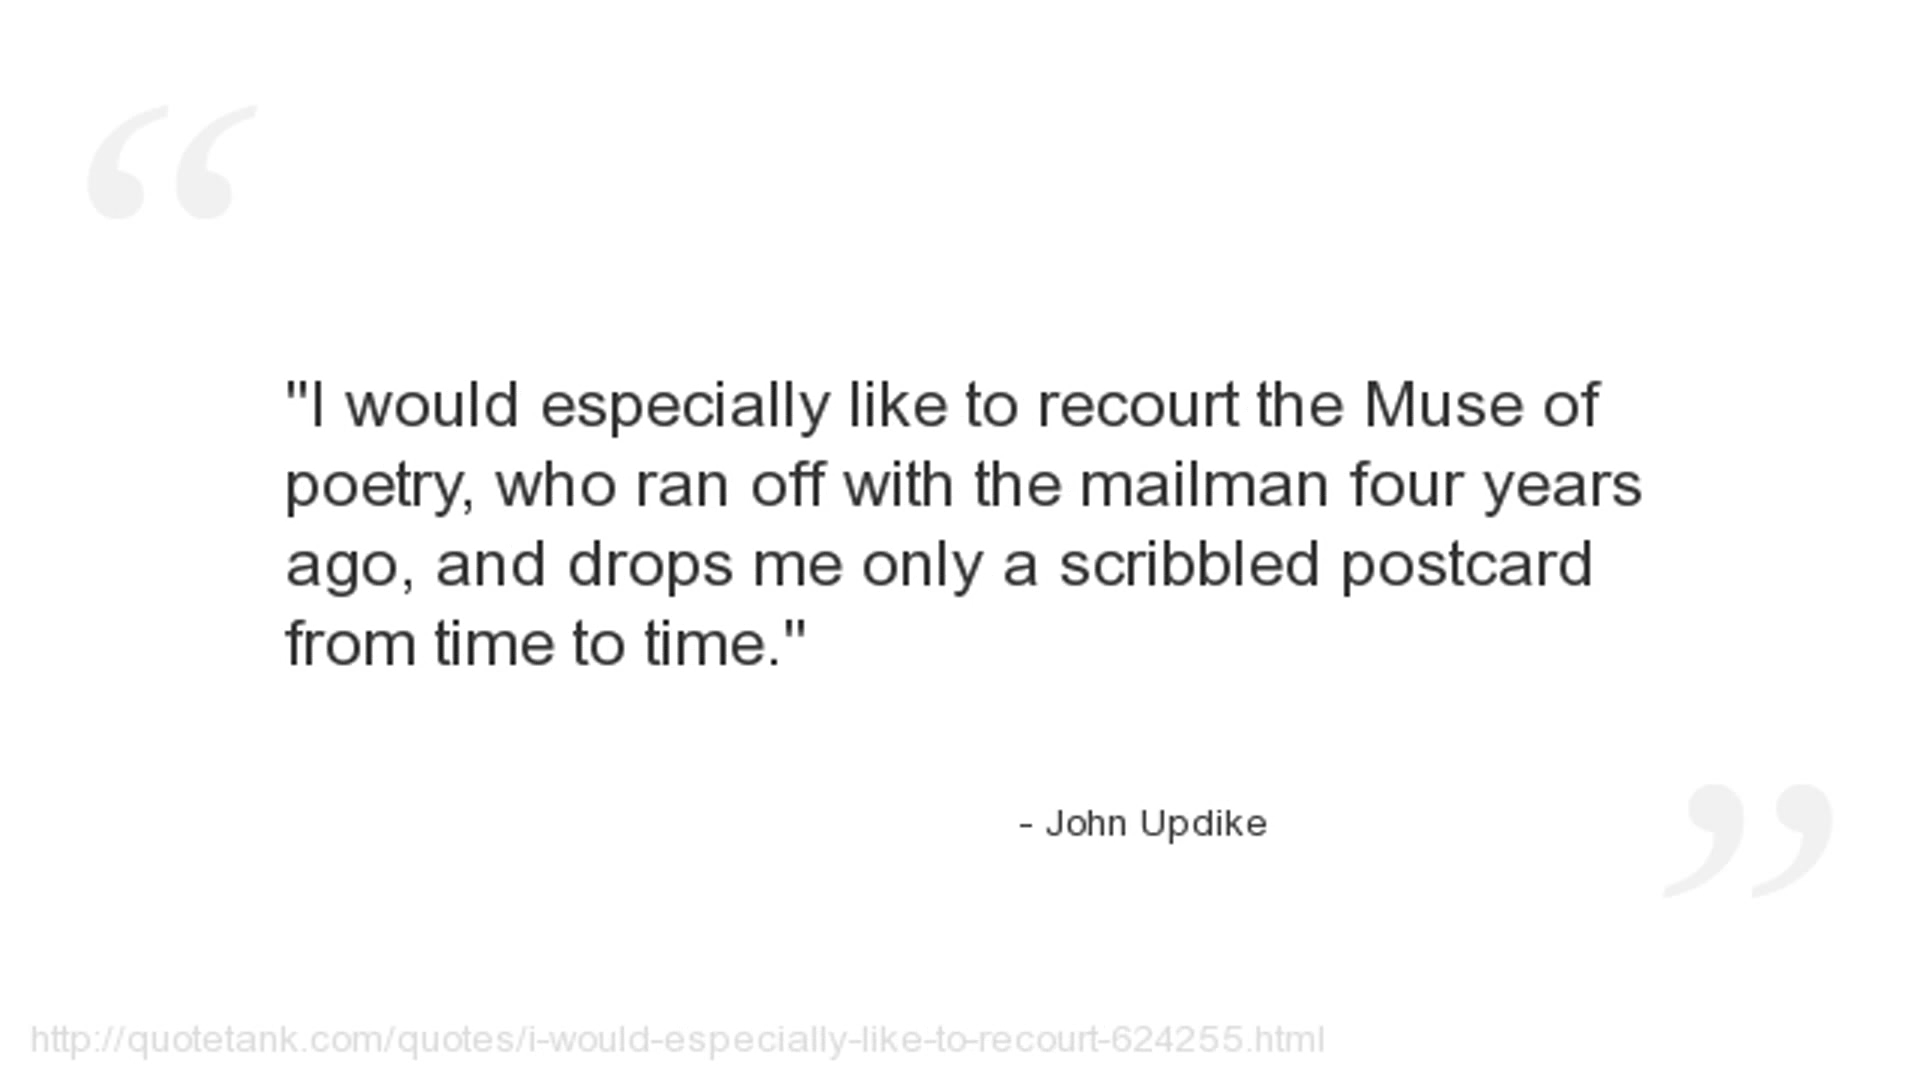 "I would especially like to recourt the Muse of
poetry, who ran off with the mailman four years
ago, and drops me only a scribbled postcard
from time to time."
- John Updike
http://quotetank.com/quotes/i-would-especially-like-to-recourt-624255.html